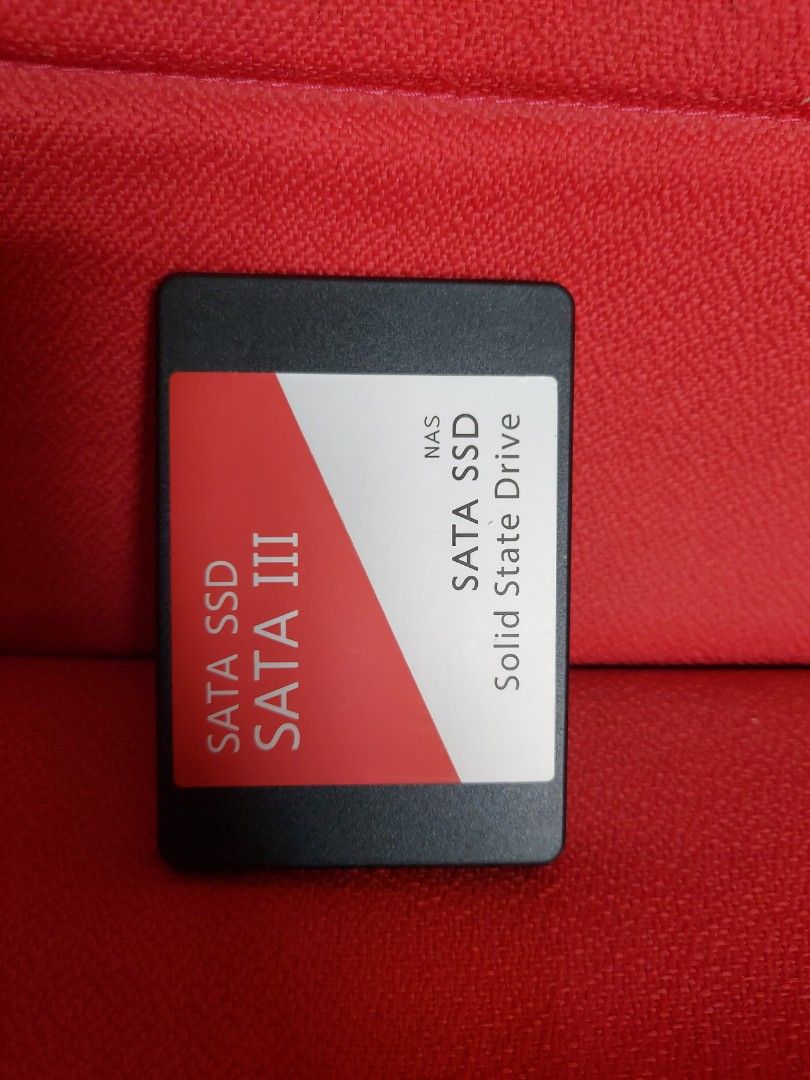 SATA SSD
SATA III
NAS
SATA SSD
Solid State Drive